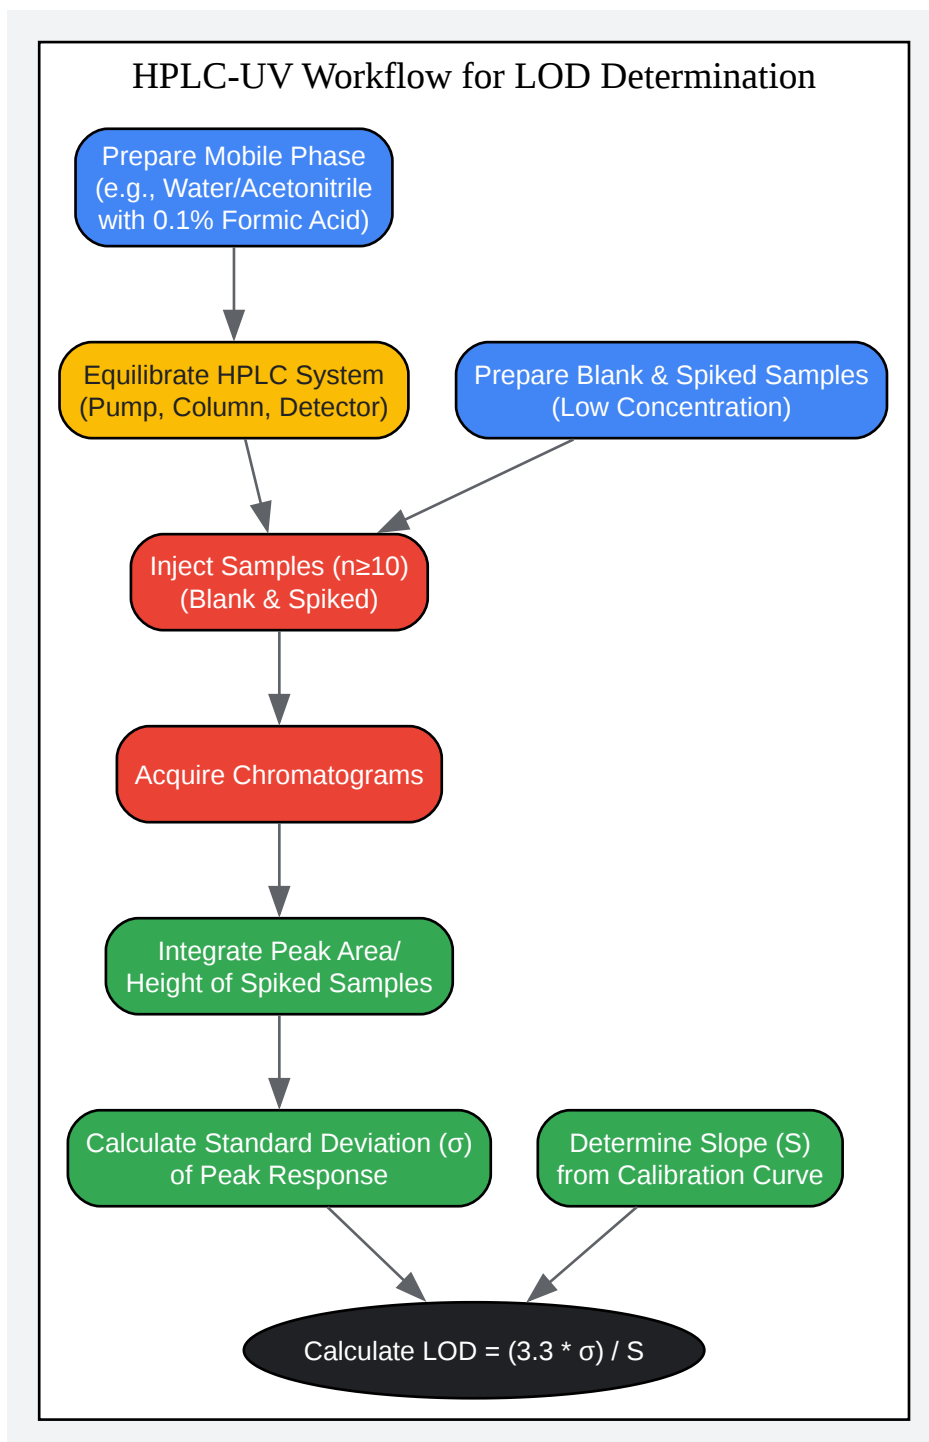 HPLC-UV Workflow for LOD Determination
Prepare Mobile Phase
(e.g., Water/Acetonitrile
with 0.1% Formic Acid)
Equilibrate HPLC System
(Pump, Column, Detector)
Prepare Blank & Spiked Samples
(Low Concentration)
Inject Samples (n≥10)
(Blank & Spiked)
Acquire Chromatograms
Integrate Peak Area/
Height of Spiked Samples
Calculate Standard Deviation (σ)
of Peak Response
Determine Slope (S)
from Calibration Curve
Calculate LOD = (3.3 * σ) / S